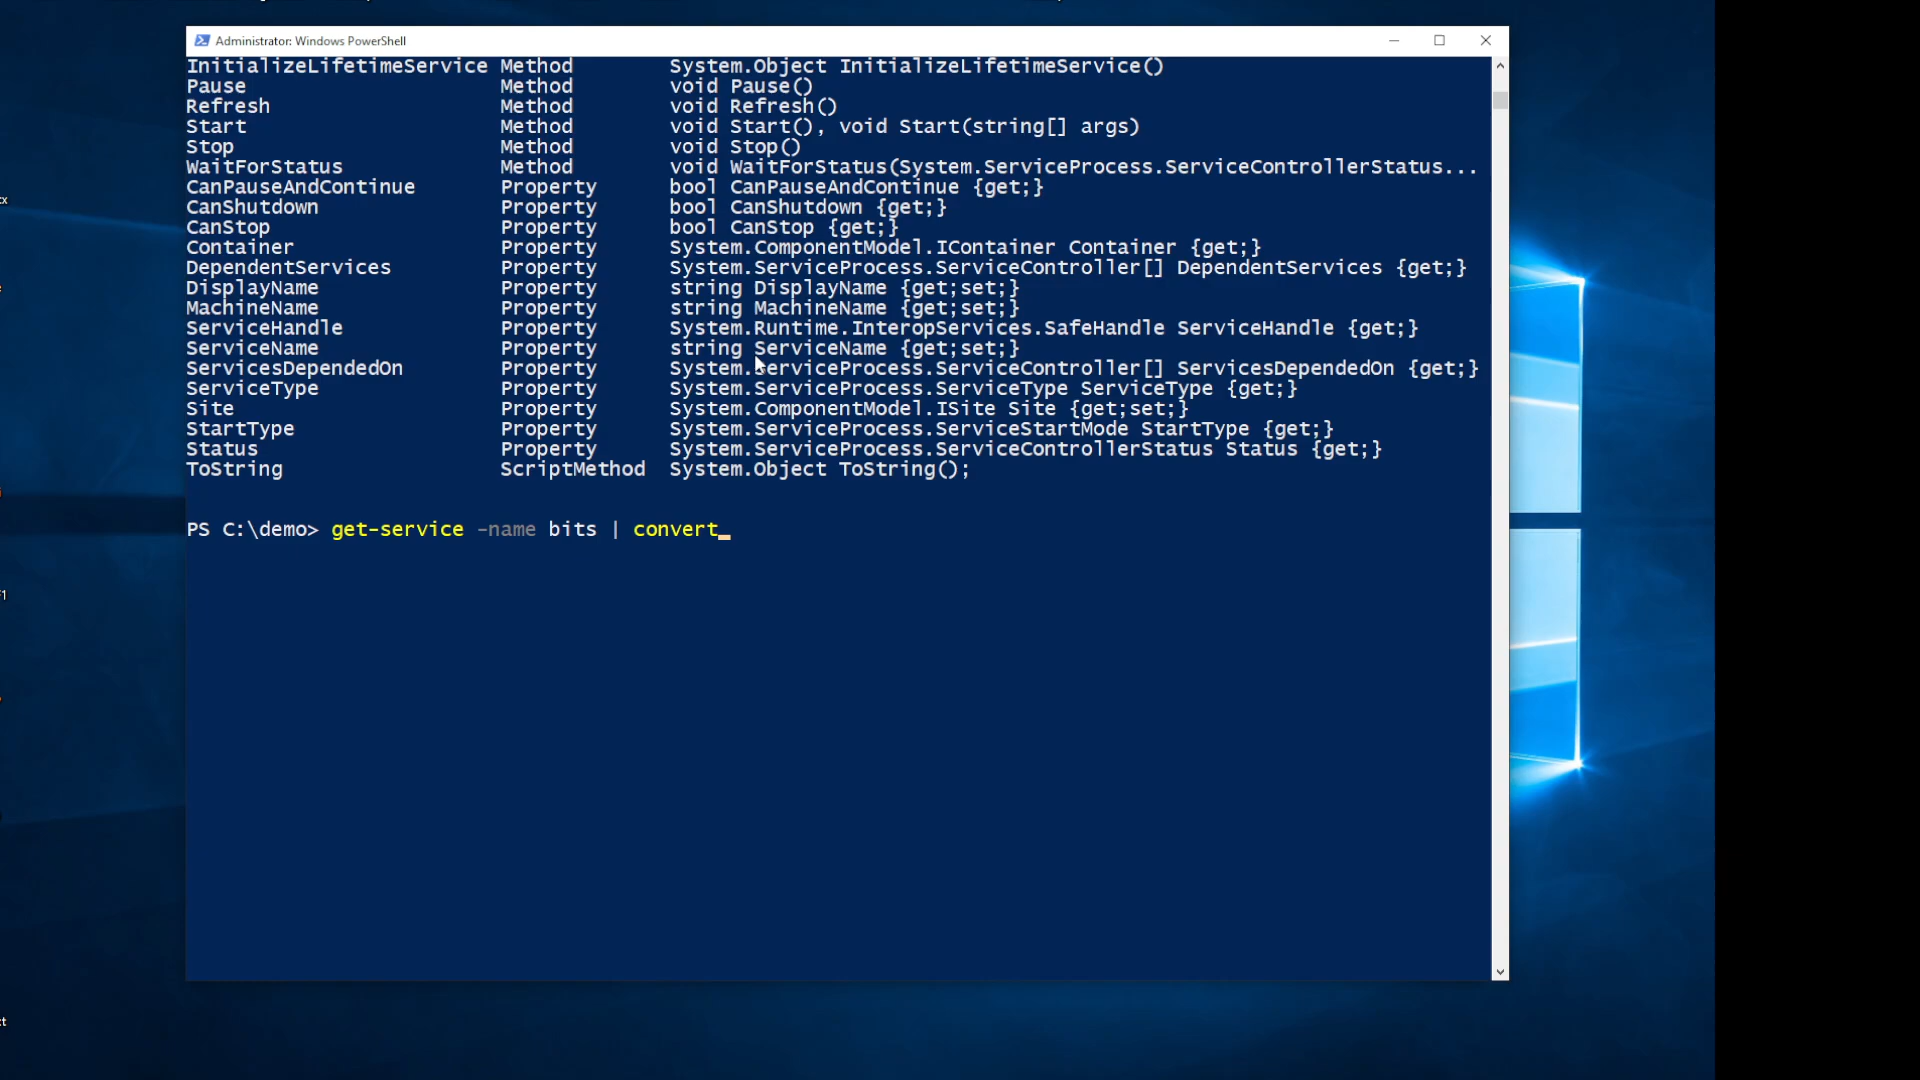 Administrator: Windows PowerShell
InitializeLifetimeService Method System.Object InitializeLifetimeService()
Pause Method void Pause()
Refresh Method void Refresh()
Start Method void Start(), void Start(string[] args)
Stop Method void Stop()
WaitForStatus Method void WaitForStatus(System.ServiceProcess.ServiceControllerStatus...
CanPauseAndContinue Property bool CanPauseAndContinue {get;}
CanShutdown Property bool CanShutdown {get;}
CanStop Property bool CanStop {get;}
Container Property System.ComponentModel.IContainer Container {get;}
DependentServices Property System.ServiceProcess.ServiceController[] DependentServices {get;}
DisplayName Property string DisplayName {get;set;}
MachineName Property string MachineName {get;set;}
ServiceHandle Property System.Runtime.InteropServices.SafeHandle ServiceHandle {get;}
ServiceName Property string ServiceName {get;set;}
ServicesDependedOn Property System.ServiceProcess.ServiceController[] ServicesDependedOn {get;}
ServiceType Property System.ServiceProcess.ServiceType ServiceType {get;}
Site Property System.ComponentModel.ISite Site {get;set;}
StartType Property System.ServiceProcess.ServiceStartMode StartType {get;}
Status Property System.ServiceProcess.ServiceControllerStatus Status {get;}
ToString ScriptMethod System.Object ToString();
PS C:\demo> get-service -name bits | convert_